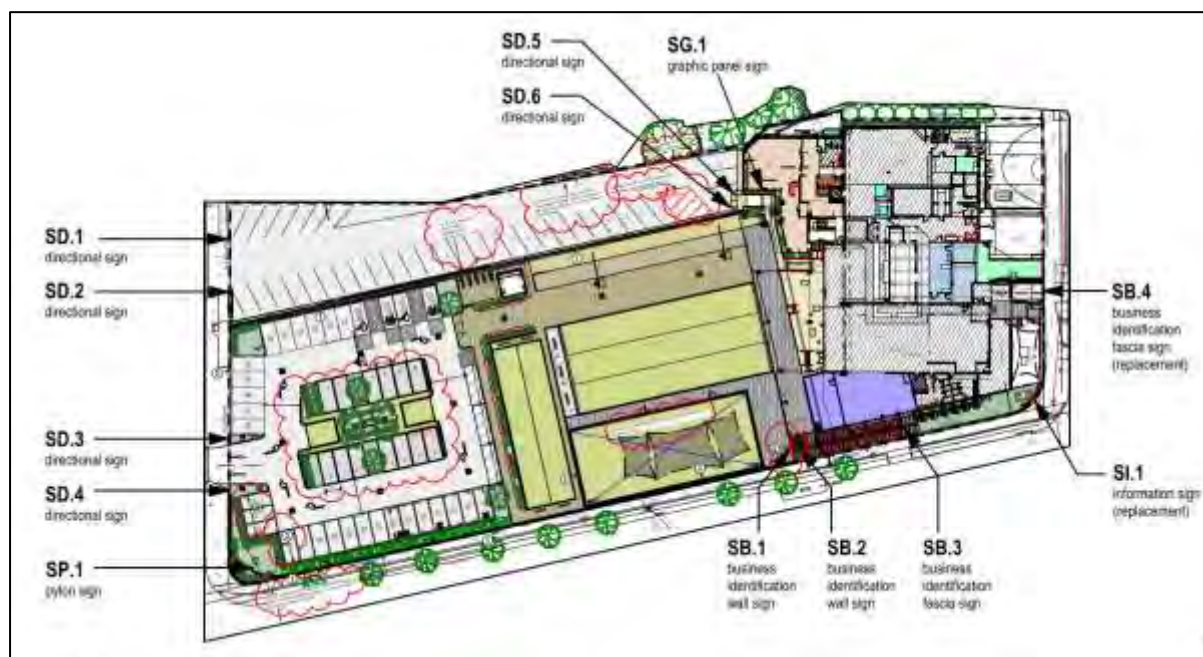 SD.5
directional sign
SG.1
graphic panel sign
SD.6
directional sign
SD.1
directional sign
SD.2
directional sign
SB.4
business
identification
fascia sign
(replacement)
SD.3
directional sign
SD.4
directional sign
SI.1
information sign
(replacement)
SP.1
pylon sign
SB.1
business
identification
wall sign
SB.2
business
identification
wall sign
SB.3
business
identification
fascia sign